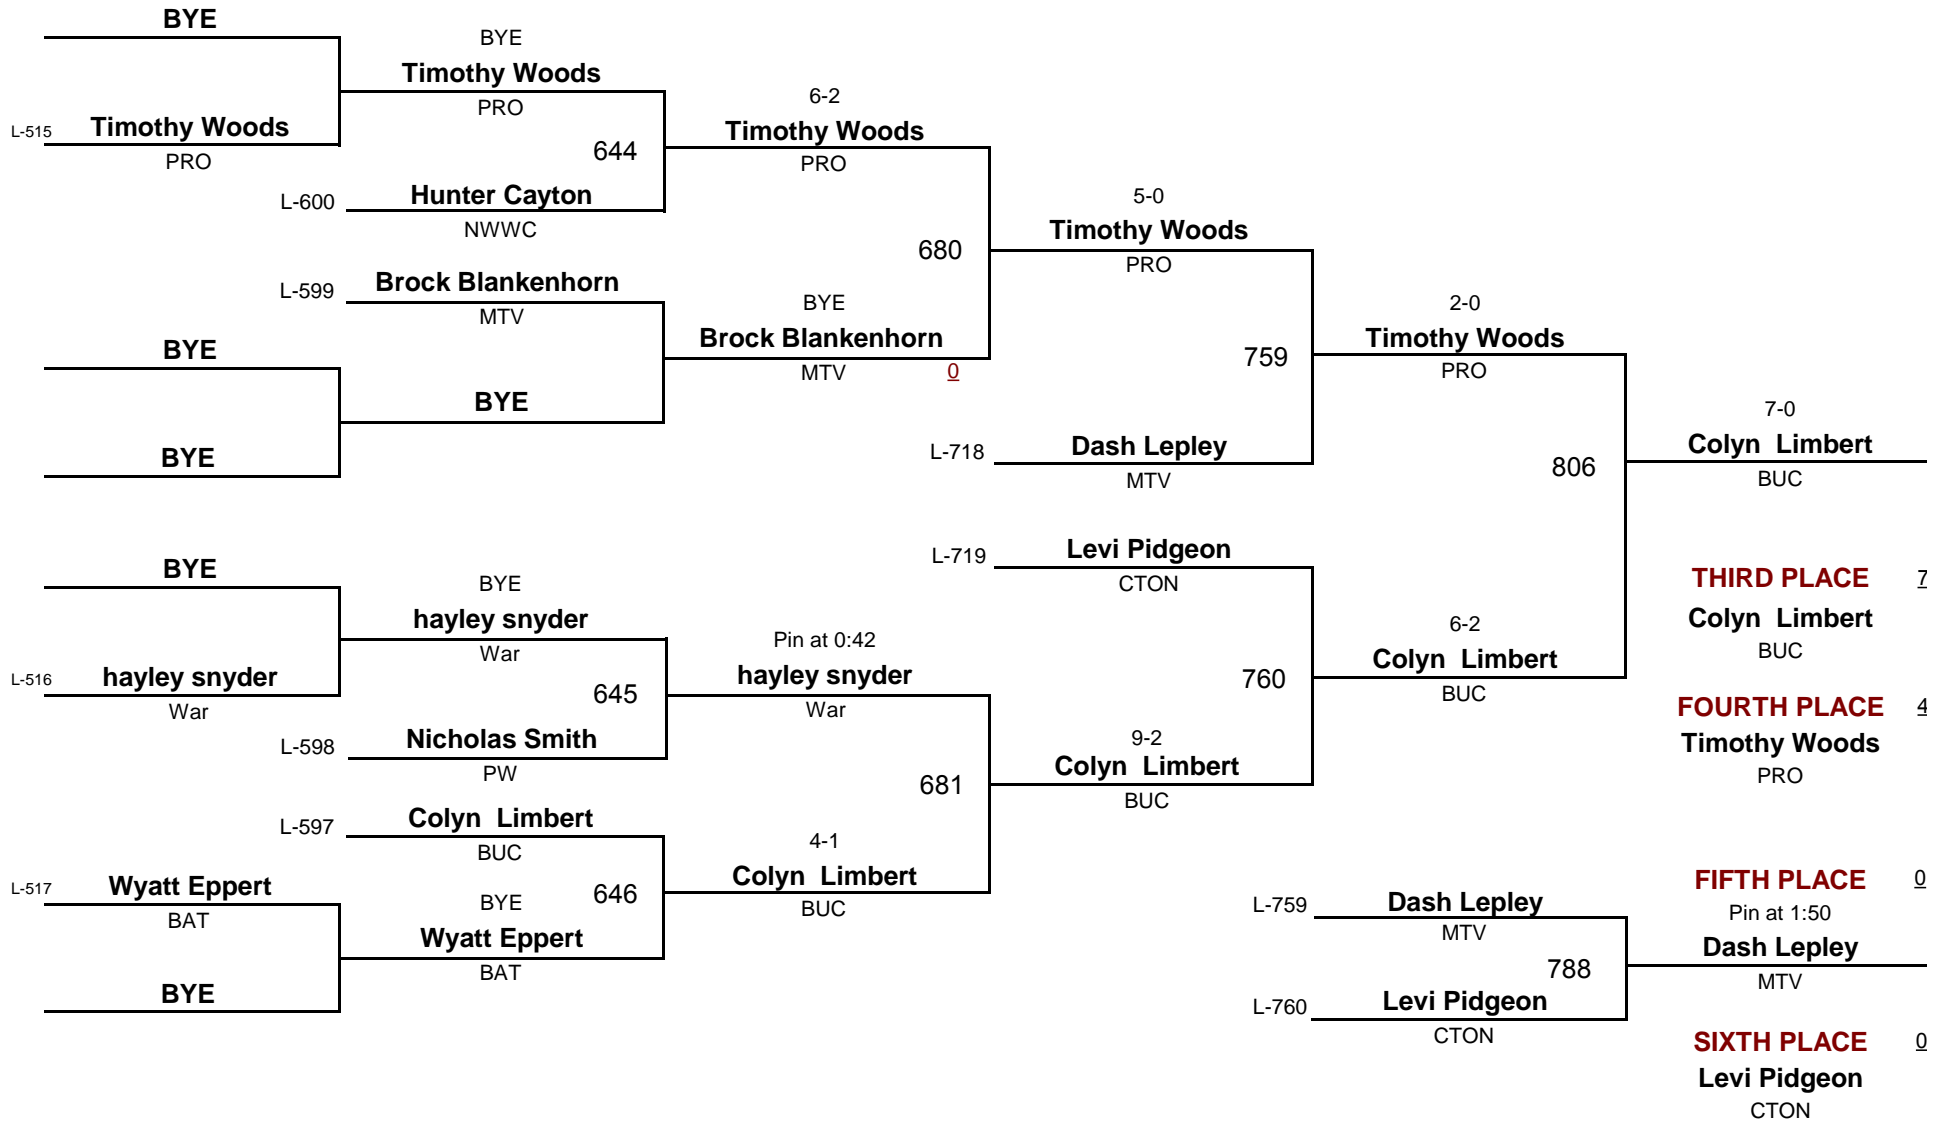 BYE
BYE
Timothy Woods
PRO
L-515 Timothy Woods
PRO
644
L-600 Hunter Cayton
NWWC
6-2
Timothy Woods
PRO
L-599 Brock Blankenhorn
MTV
680
BYE
BYE
Brock Blankenhorn
MTV 0
BYE
BYE
5-0
Timothy Woods
PRO
759
L-718 Dash Lepley
MTV
2-0
Timothy Woods
PRO
806
7-0
Colyn Limbert
BUC
BYE
BYE
hayley snyder
War
L-516 hayley snyder
War
645
L-598 Nicholas Smith
PW
Pin at 0:42
hayley snyder
War
681
L-597 Colyn Limbert
BUC
646
L-517 Wyatt Eppert
BAT
BYE
Wyatt Eppert
BAT
BYE
4-1
Colyn Limbert
BUC
L-719 Levi Pidgeon
CTON
760
9-2
Colyn Limbert
BUC
6-2
Colyn Limbert
BUC
THIRD PLACE 7
Colyn Limbert
BUC
FOURTH PLACE 4
Timothy Woods
PRO
L-759 Dash Lepley
MTV
788
L-760 Levi Pidgeon
CTON
FIFTH PLACE 0
Pin at 1:50
Dash Lepley
MTV
SIXTH PLACE 0
Levi Pidgeon
CTON